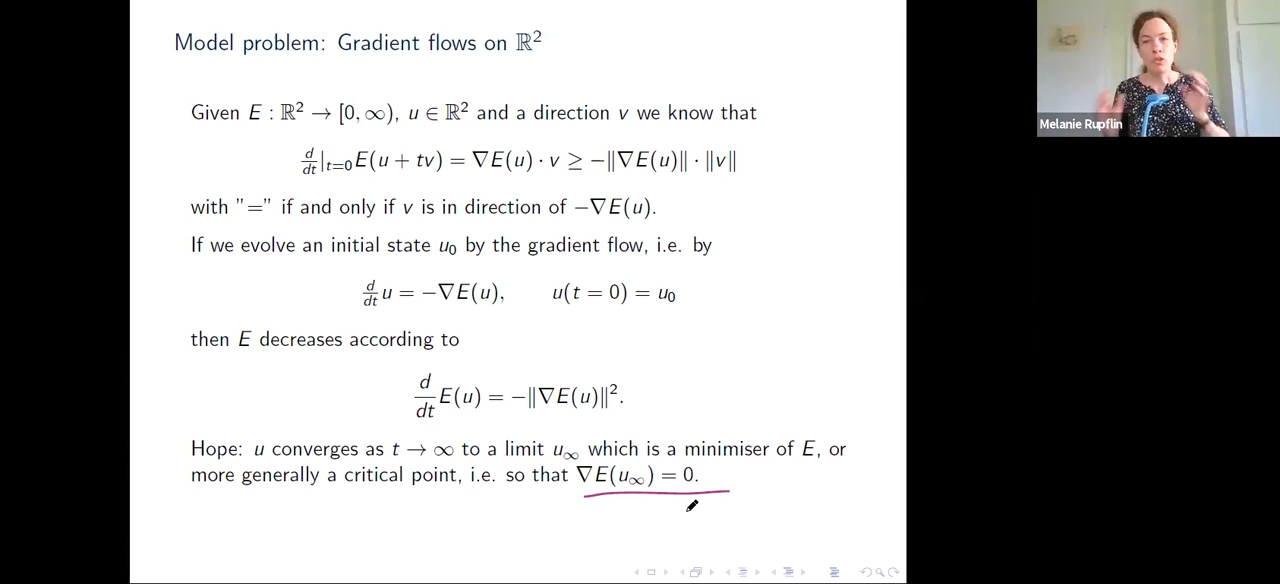 Model problem: Gradient flows on ℝ²
Given E : ℝ² → [0, ∞), u ∈ ℝ² and a direction v we know that
d/dt|t=0 E(u + tv) = ∇E(u) · v ≥ −‖∇E(u)‖ · ‖v‖
with "=" if and only if v is in direction of −∇E(u).
If we evolve an initial state u₀ by the gradient flow, i.e. by
d/dt u = −∇E(u), u(t = 0) = u₀
then E decreases according to
d/dt E(u) = −‖∇E(u)‖².
Hope: u converges as t → ∞ to a limit u∞ which is a minimiser of E, or
more generally a critical point, i.e. so that ∇E(u∞) = 0.
Melanie Rupflin